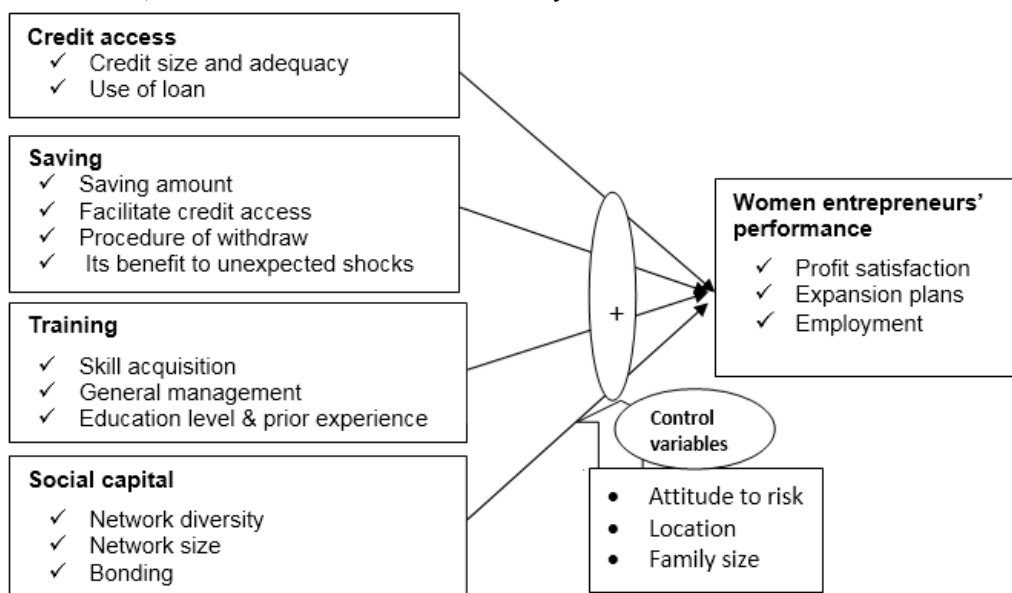 Credit access
✓ Credit size and adequacy
✓ Use of loan
Saving
✓ Saving amount
✓ Facilitate credit access
✓ Procedure of withdraw
✓ Its benefit to unexpected shocks
Training
✓ Skill acquisition
✓ General management
✓ Education level & prior experience
Social capital
✓ Network diversity
✓ Network size
✓ Bonding
+
Women entrepreneurs’
performance
✓ Profit satisfaction
✓ Expansion plans
✓ Employment
Control
variables
• Attitude to risk
• Location
• Family size